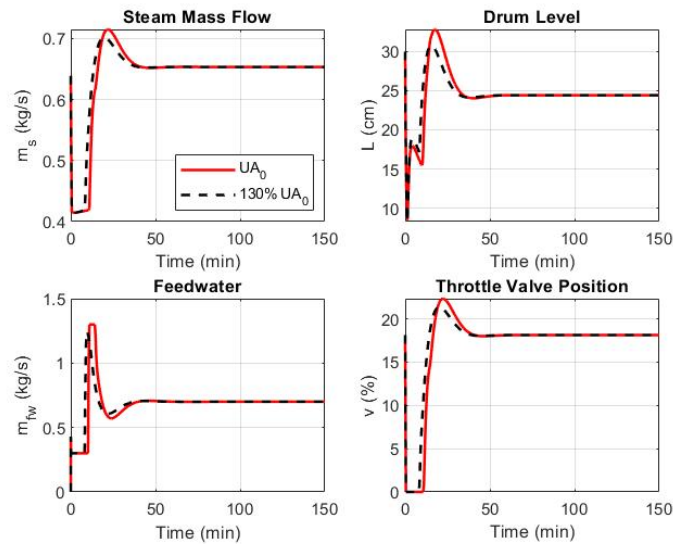 Steam Mass Flow
0.7
0.6
0.5
0.4
m_s (kg/s)
0
50
100
150
Time (min)
UA_0
130% UA_0
Drum Level
30
25
20
15
10
L (cm)
0
50
100
150
Time (min)
Feedwater
1.5
1
0.5
0
m_fw (kg/s)
0
50
100
150
Time (min)
Throttle Valve Position
20
15
10
5
0
v (%)
0
50
100
150
Time (min)